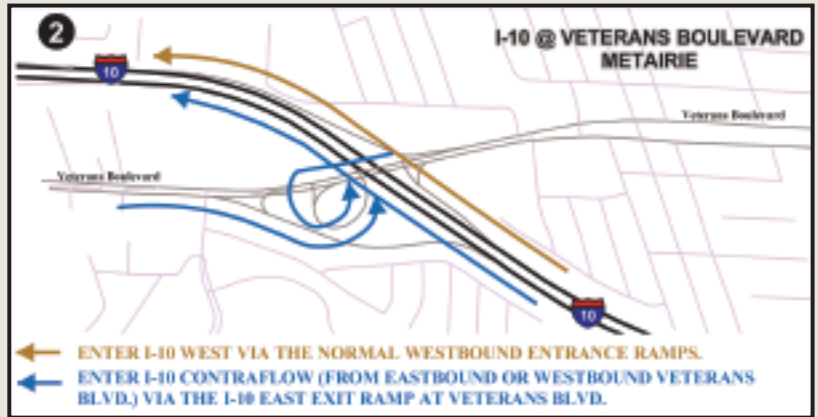 2
I-10 @ VETERANS BOULEVARD
METAIRIE
10
Veterans Boulevard
Veterans Boulevard
10
ENTER I-10 WEST VIA THE NORMAL WESTBOUND ENTRANCE RAMPS.
ENTER I-10 CONTRAFLOW (FROM EASTBOUND OR WESTBOUND VETERANS
BLVD.) VIA THE I-10 EAST EXIT RAMP AT VETERANS BLVD.